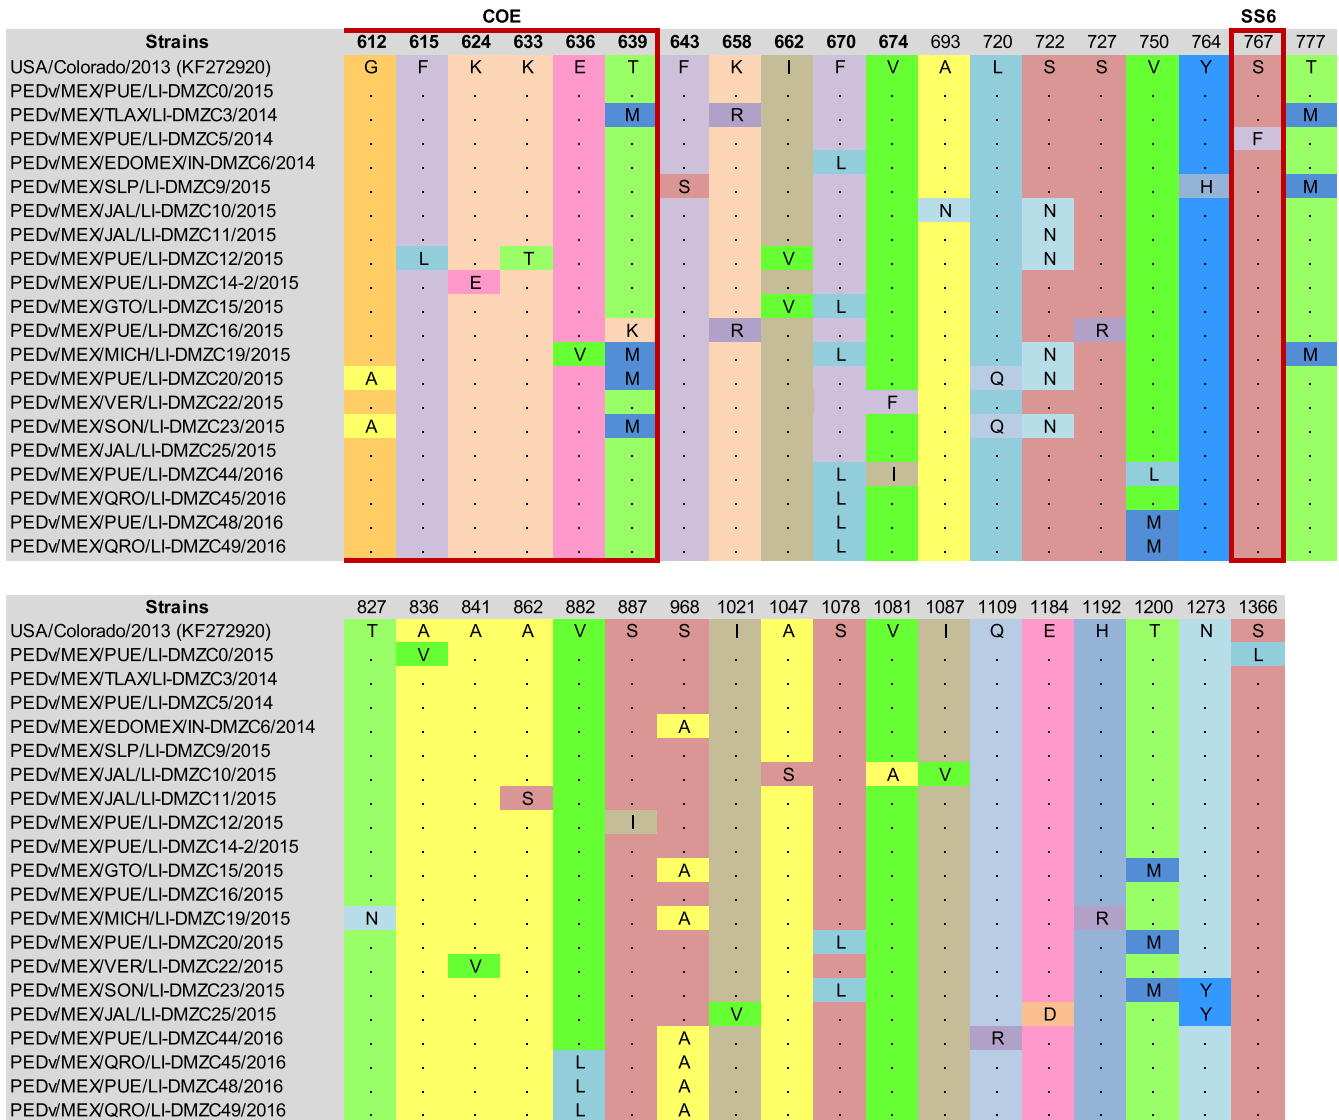 COE SS6
Strains 612 615 624 633 636 639 643 658 662 670 674 693 720 722 727 750 764 767 777
USA/Colorado/2013 (KF272920) G F K K E T F K I F V A L S S V Y S T
PEDv/MEX/PUE/LI-DMZC0/2015 . . . . . . . . . . . . . . . . . . .
PEDv/MEX/TLAX/LI-DMZC3/2014 . . . . . M . R . . . . . . . . . . M
PEDv/MEX/PUE/LI-DMZC5/2014 . . . . . . . . . . . . . . . . . F .
PEDv/MEX/EDOMEX/IN-DMZC6/2014 . . . . . . . . . L . . . . . . . . .
PEDv/MEX/SLP/LI-DMZC9/2015 . . . . . . S . . . . . . . . . H . M
PEDv/MEX/JAL/LI-DMZC10/2015 . . . . . . . . . . . N . N . . . . .
PEDv/MEX/JAL/LI-DMZC11/2015 . . . . . . . . . . . . . N . . . . .
PEDv/MEX/PUE/LI-DMZC12/2015 . L . T . . . . V . . . . N . . . . .
PEDv/MEX/PUE/LI-DMZC14-2/2015 . . E . . . . . . . . . . . . . . . .
PEDv/MEX/GTO/LI-DMZC15/2015 . . . . . . . . V L . . . . . . . . .
PEDv/MEX/PUE/LI-DMZC16/2015 . . . . . K . R . . . . . . R . . . .
PEDv/MEX/MICH/LI-DMZC19/2015 . . . . V M . . . L . . . N . . . . M
PEDv/MEX/PUE/LI-DMZC20/2015 A . . . . M . . . . . . Q N . . . . .
PEDv/MEX/VER/LI-DMZC22/2015 . . . . . . . . . . F . . . . . . . .
PEDv/MEX/SON/LI-DMZC23/2015 A . . . . M . . . . . . Q N . . . . .
PEDv/MEX/JAL/LI-DMZC25/2015 . . . . . . . . . . . . . . . . . . .
PEDv/MEX/PUE/LI-DMZC44/2016 . . . . . . . . . L I . . . . L . . .
PEDv/MEX/QRO/LI-DMZC45/2016 . . . . . . . . . L . . . . . . . . .
PEDv/MEX/PUE/LI-DMZC48/2016 . . . . . . . . . L . . . . . M . . .
PEDv/MEX/QRO/LI-DMZC49/2016 . . . . . . . . . L . . . . . M . . .
Strains 827 836 841 862 882 887 968 1021 1047 1078 1081 1087 1109 1184 1192 1200 1273 1366
USA/Colorado/2013 (KF272920) T A A A V S S I A S V I Q E H T N S
PEDv/MEX/PUE/LI-DMZC0/2015 . V . . . . . . . . . . . . . . . L
PEDv/MEX/TLAX/LI-DMZC3/2014 . . . . . . . . . . . . . . . . . .
PEDv/MEX/PUE/LI-DMZC5/2014 . . . . . . . . . . . . . . . . . .
PEDv/MEX/EDOMEX/IN-DMZC6/2014 . . . . . . A . . . . . . . . . . .
PEDv/MEX/SLP/LI-DMZC9/2015 . . . . . . . . . . . . . . . . . .
PEDv/MEX/JAL/LI-DMZC10/2015 . . . . . . . . S . A V . . . . . .
PEDv/MEX/JAL/LI-DMZC11/2015 . . . S . . . . . . . . . . . . . .
PEDv/MEX/PUE/LI-DMZC12/2015 . . . . . I . . . . . . . . . . . .
PEDv/MEX/PUE/LI-DMZC14-2/2015 . . . . . . . . . . . . . . . . . .
PEDv/MEX/GTO/LI-DMZC15/2015 . . . . . . A . . . . . . . . M . .
PEDv/MEX/PUE/LI-DMZC16/2015 . . . . . . . . . . . . . . . . . .
PEDv/MEX/MICH/LI-DMZC19/2015 N . . . . . A . . . . . . . R . . .
PEDv/MEX/PUE/LI-DMZC20/2015 . . . . . . . . . L . . . . . M . .
PEDv/MEX/VER/LI-DMZC22/2015 . . V . . . . . . . . . . . . . . .
PEDv/MEX/SON/LI-DMZC23/2015 . . . . . . . . . L . . . . . M Y .
PEDv/MEX/JAL/LI-DMZC25/2015 . . . . . . . V . . . . . D . . Y .
PEDv/MEX/PUE/LI-DMZC44/2016 . . . . . . A . . . . . R . . . . .
PEDv/MEX/QRO/LI-DMZC45/2016 . . . . L . A . . . . . . . . . . .
PEDv/MEX/PUE/LI-DMZC48/2016 . . . . L . A . . . . . . . . . . .
PEDv/MEX/QRO/LI-DMZC49/2016 . . . . L . A . . . . . . . . . . .